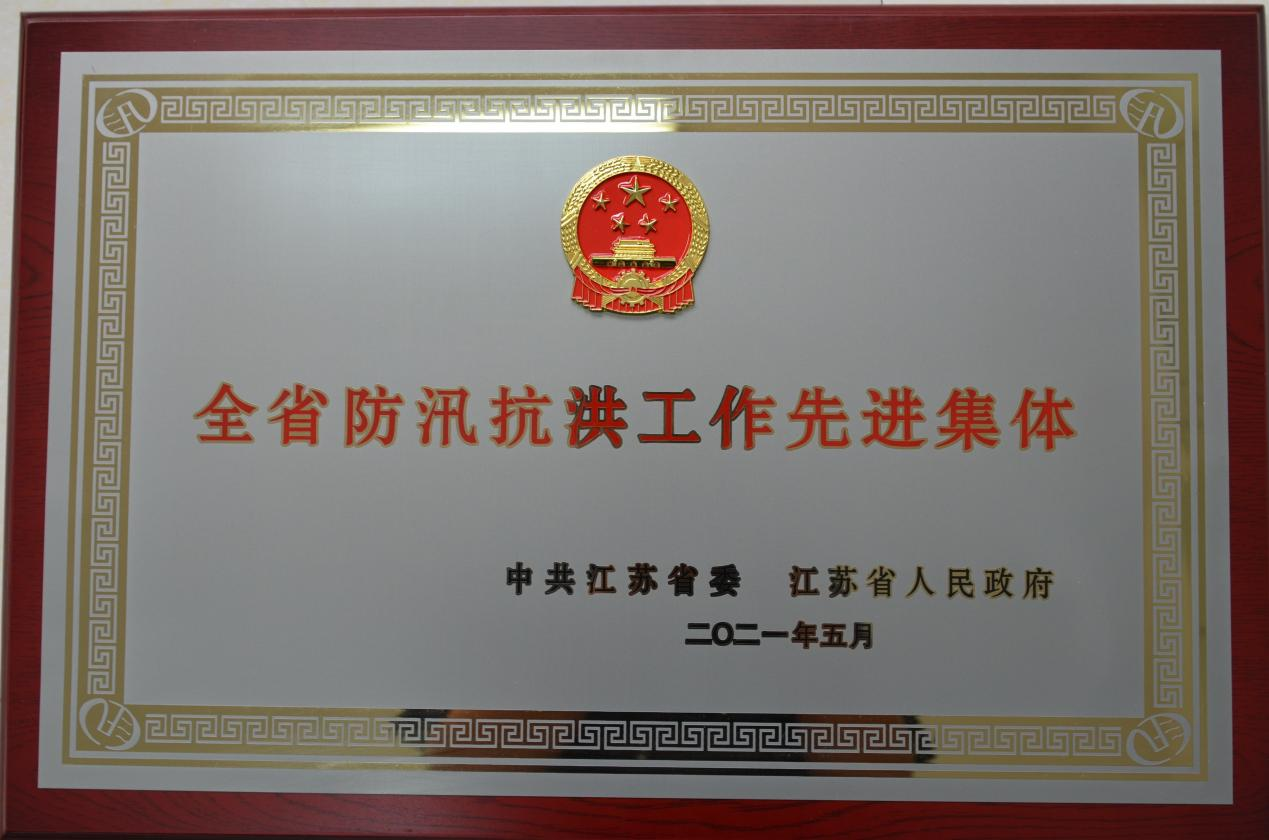 全省防汛抗洪工作先进集体
中共江苏省委 江苏省人民政府
二〇二一年五月